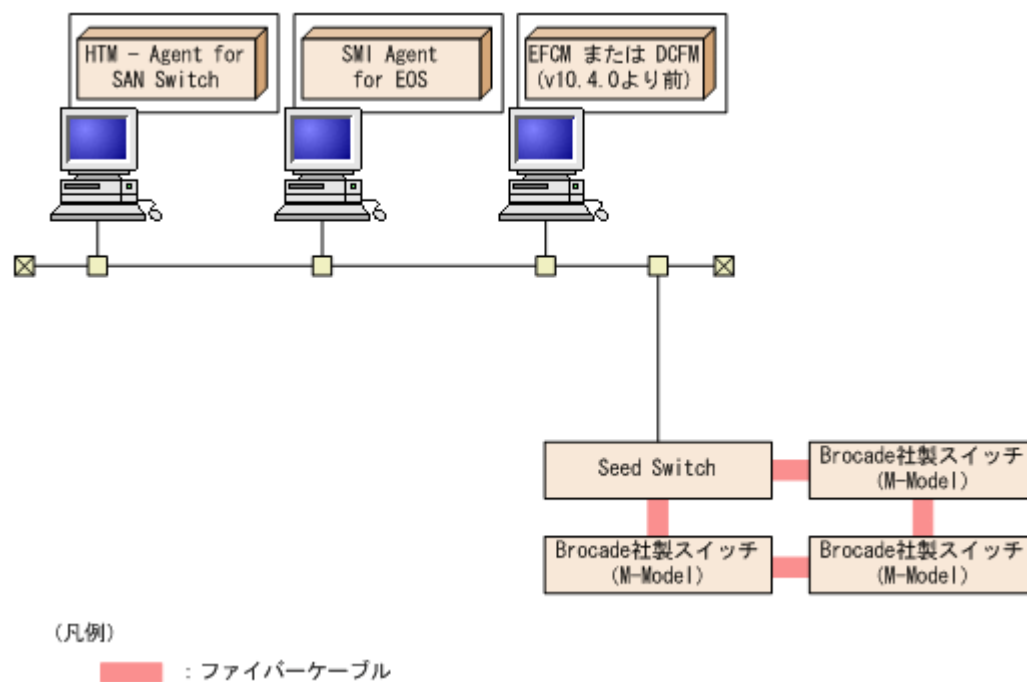 HTM - Agent for
SAN Switch
SMI Agent
for EOS
EFCM または DCFM
(v10.4.0より前)
Seed Switch
Brocade社製スイッチ
(M-Model)
Brocade社製スイッチ
(M-Model)
Brocade社製スイッチ
(M-Model)
(凡例)
：ファイバーケーブル